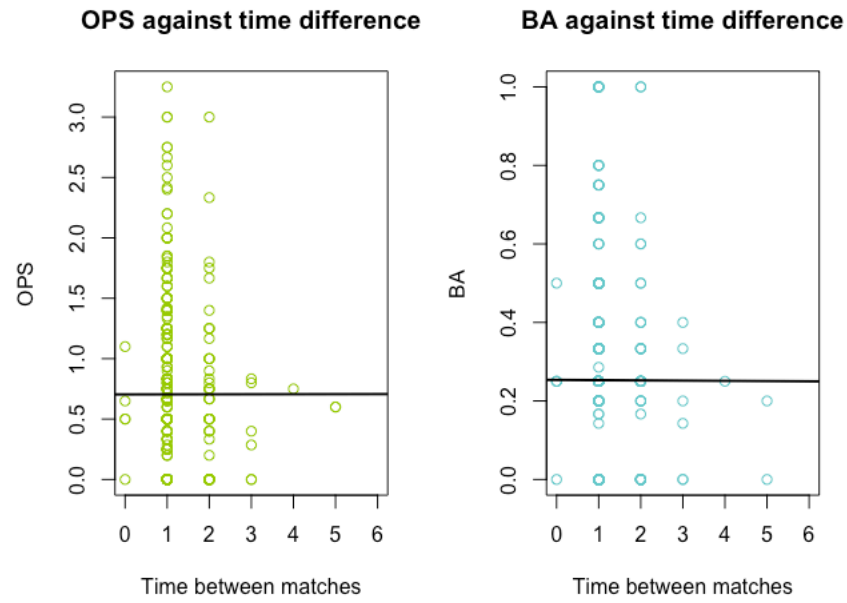 OPS against time difference
BA against time difference
OPS
0.0 0.5 1.0 1.5 2.0 2.5 3.0
0 1 2 3 4 5 6
Time between matches
BA
0.0 0.2 0.4 0.6 0.8 1.0
0 1 2 3 4 5 6
Time between matches